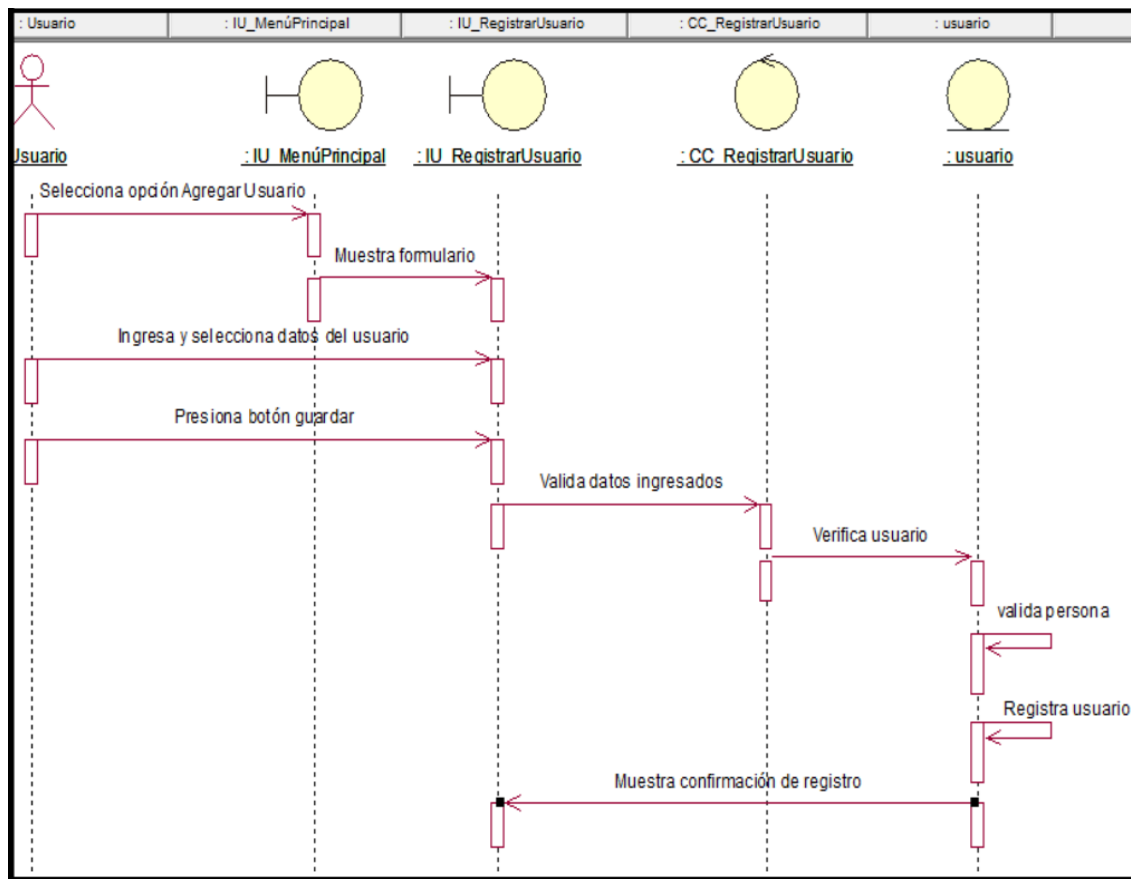 : Usuario
: IU_MenúPrincipal
: IU_RegistrarUsuario
: CC_RegistrarUsuario
: usuario
Usuario
: IU_MenúPrincipal
: IU_RegistrarUsuario
: CC_RegistrarUsuario
: usuario
Selecciona opción Agregar Usuario
Muestra formulario
Ingresa y selecciona datos del usuario
Presiona botón guardar
Valida datos ingresados
Verifica usuario
valida persona
Registra usuario
Muestra confirmación de registro